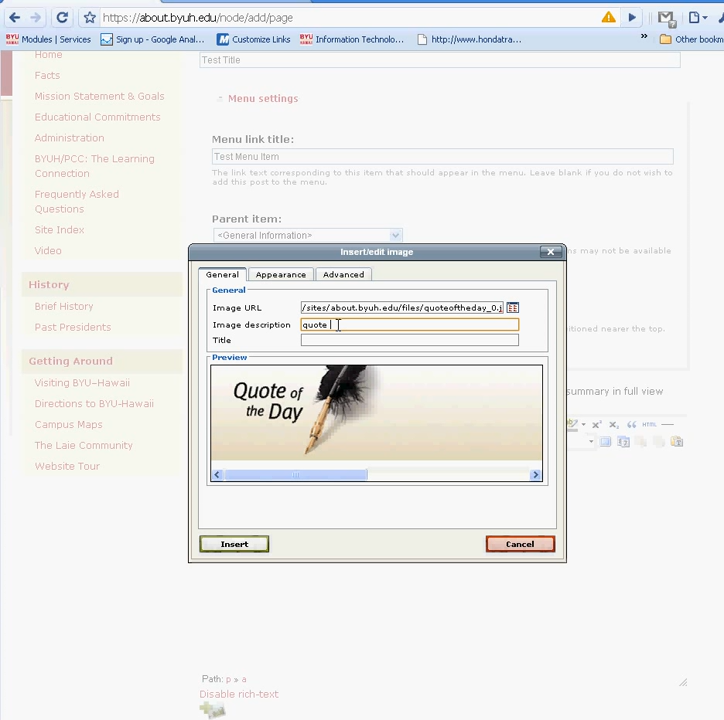 https://about.byuh.edu/node/add/page
BYU Modules | Services
Sign up - Google Anal...
Customize Links
BYU Information Technolo...
http://www.hondatra...
»
Other bookm
Home
Test Title
Facts
Mission Statement & Goals
Menu settings
Educational Commitments
Administration
Menu link title:
BYUH/PCC: The Learning
Connection
Test Menu Item
The link text corresponding to this item that should appear in the menu. Leave blank if you do not wish to
add this post to the menu.
Frequently Asked
Questions
Parent item:
Site Index
<General Information>
Video
ms may not be available
Insert/edit image
General
Appearance
Advanced
History
General
Brief History
Image URL
/sites/about.byuh.edu/files/quoteoftheday_0.j
Past Presidents
Image description
quote
itioned nearer the top.
Title
Getting Around
Preview
Visiting BYU–Hawaii
Quote of
the Day
summary in full view
Directions to BYU-Hawaii
Campus Maps
HTML
The Laie Community
Website Tour
Insert
Cancel
Path: p » a
Disable rich-text